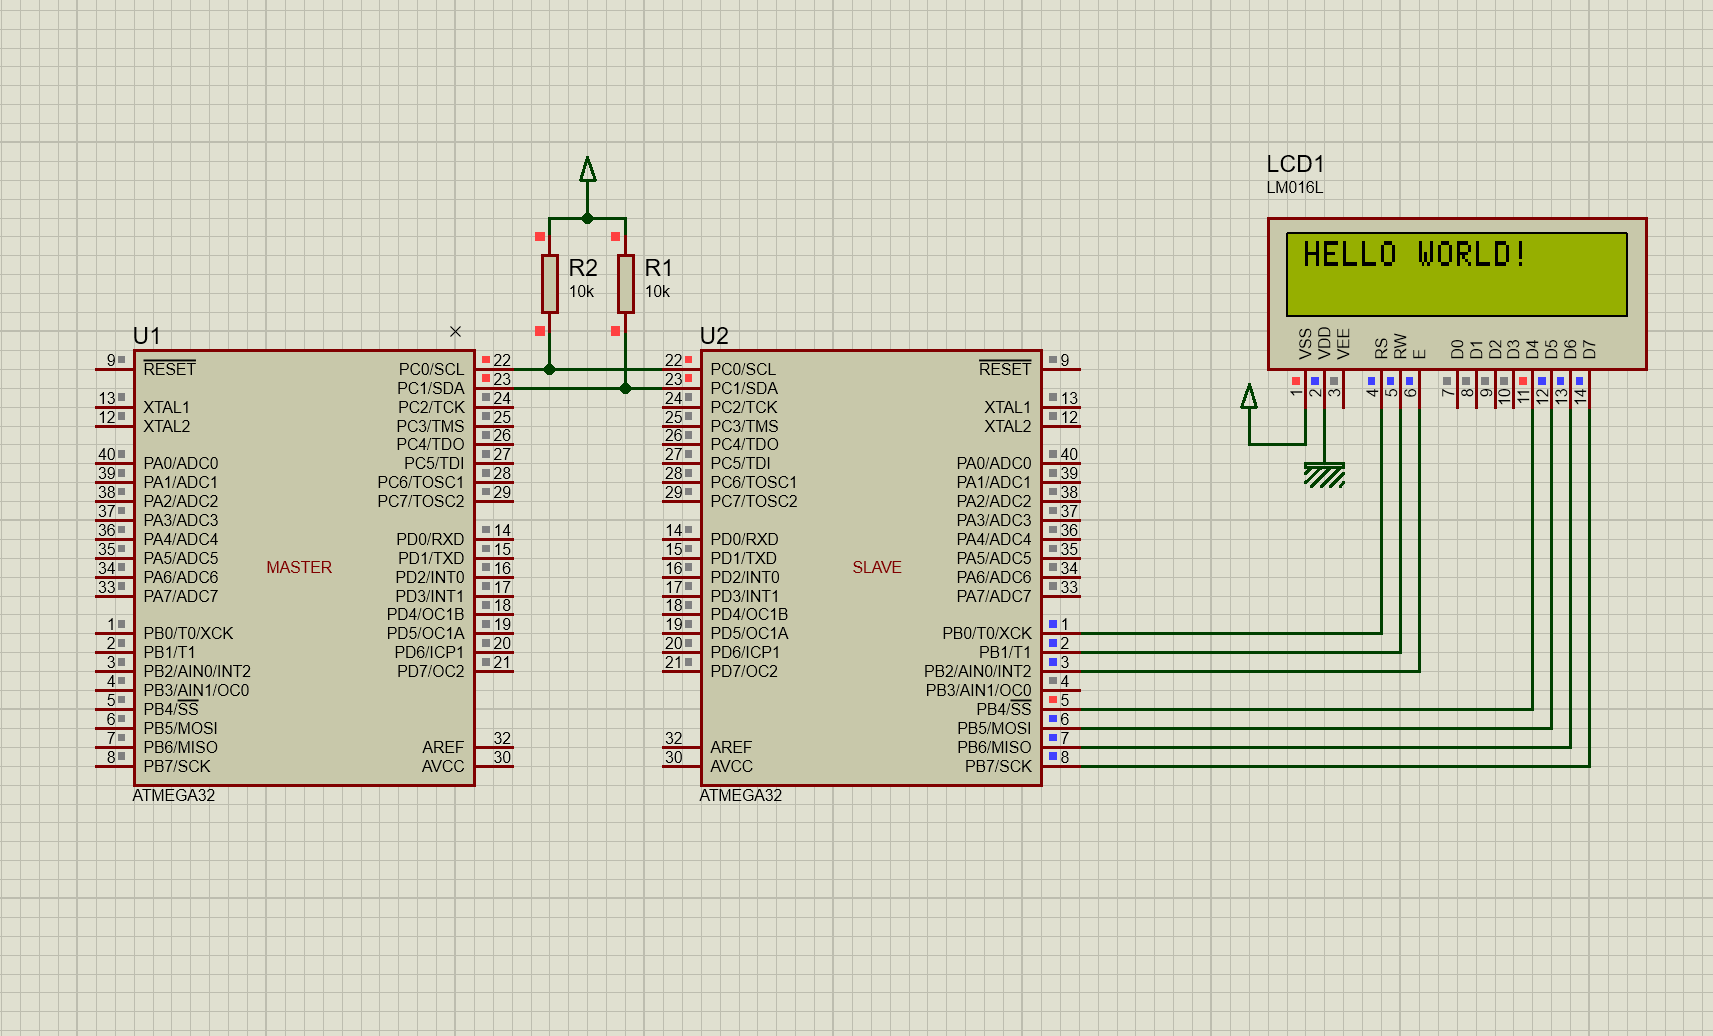 LCD1
LM016L
HELLO WORLD!
VSS
VDD
VEE
RS
RW
E
D0
D1
D2
D3
D4
D5
D6
D7
1
2
3
4
5
6
7
8
9
10
11
12
13
14
R2
10k
R1
10k
U1
9 RESET PC0/SCL 22
PC1/SDA 23
13 XTAL1 PC2/TCK 24
12 XTAL2 PC3/TMS 25
PC4/TDO 26
40 PA0/ADC0 PC5/TDI 27
39 PA1/ADC1 PC6/TOSC1 28
38 PA2/ADC2 PC7/TOSC2 29
37 PA3/ADC3
36 PA4/ADC4 PD0/RXD 14
35 PA5/ADC5 PD1/TXD 15
34 PA6/ADC6 MASTER PD2/INT0 16
33 PA7/ADC7 PD3/INT1 17
PD4/OC1B 18
1 PB0/T0/XCK PD5/OC1A 19
2 PB1/T1 PD6/ICP1 20
3 PB2/AIN0/INT2 PD7/OC2 21
4 PB3/AIN1/OC0
5 PB4/SS
6 PB5/MOSI
7 PB6/MISO AREF 32
8 PB7/SCK AVCC 30
ATMEGA32
U2
22 PC0/SCL RESET 9
23 PC1/SDA
24 PC2/TCK XTAL1 13
25 PC3/TMS XTAL2 12
26 PC4/TDO
27 PC5/TDI PA0/ADC0 40
28 PC6/TOSC1 PA1/ADC1 39
29 PC7/TOSC2 PA2/ADC2 38
PA3/ADC3 37
14 PD0/RXD PA4/ADC4 36
15 PD1/TXD PA5/ADC5 35
16 PD2/INT0 SLAVE PA6/ADC6 34
17 PD3/INT1 PA7/ADC7 33
18 PD4/OC1B
19 PD5/OC1A PB0/T0/XCK 1
20 PD6/ICP1 PB1/T1 2
21 PD7/OC2 PB2/AIN0/INT2 3
PB3/AIN1/OC0 4
PB4/SS 5
PB5/MOSI 6
32 AREF PB6/MISO 7
30 AVCC PB7/SCK 8
ATMEGA32